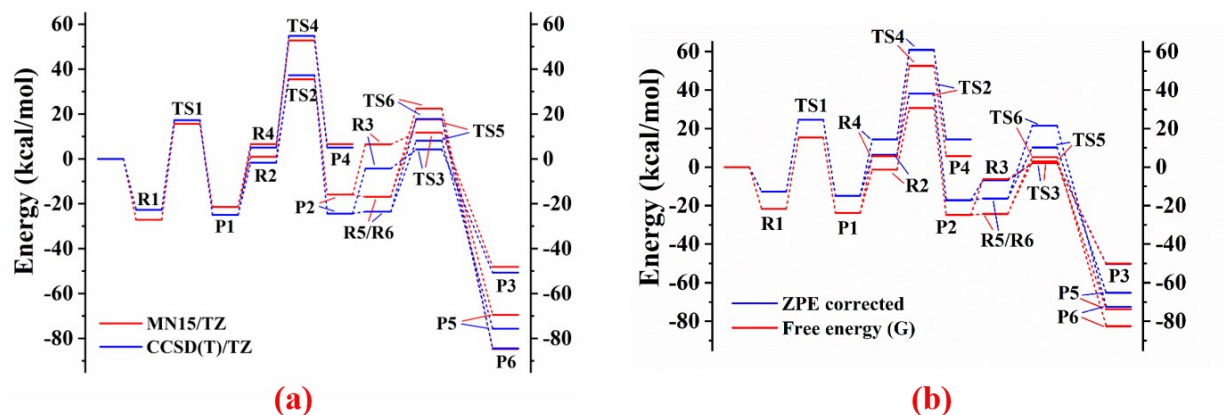 60
40
20
0
-20
-40
-60
-80
Energy (kcal/mol)
R1
TS1
P1
R4
R2
TS4
TS2
P4
P2
R3
R5/R6
TS6
TS5
TS3
P3
P5
P6
MN15/TZ
CCSD(T)/TZ
60
40
20
0
-20
-40
-60
-80
(a)
60
40
20
0
-20
-40
-60
-80
Energy (kcal/mol)
R1
TS1
P1
R4
R2
TS4
TS2
P4
P2
R3
R5/R6
TS6
TS5
TS3
P3
P5
P6
ZPE corrected
Free energy (G)
60
40
20
0
-20
-40
-60
-80
(b)